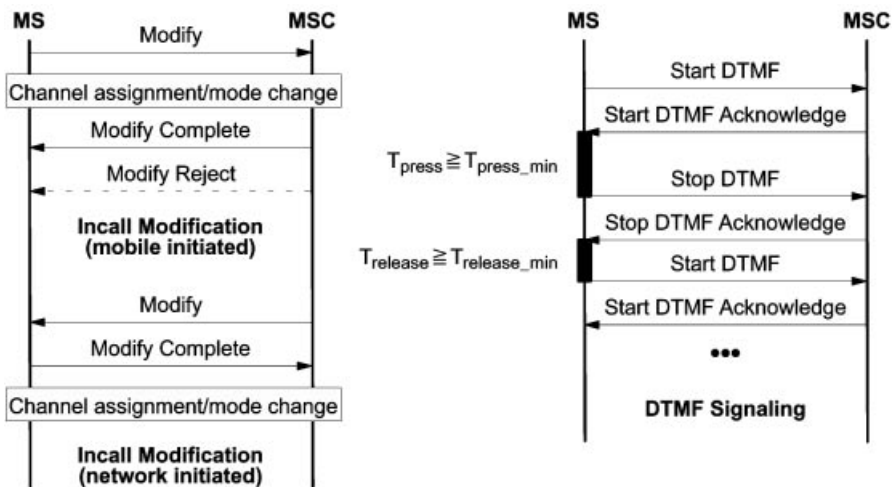 MS MSC
Modify
Channel assignment/mode change
Modify Complete
Modify Reject
Incall Modification
(mobile initiated)
Modify
Modify Complete
Channel assignment/mode change
Incall Modification
(network initiated)
MS MSC
Start DTMF
Start DTMF Acknowledge
Tpress ≧ Tpress_min
Stop DTMF
Stop DTMF Acknowledge
Trelease ≧ Trelease_min
Start DTMF
Start DTMF Acknowledge
•••
DTMF Signaling